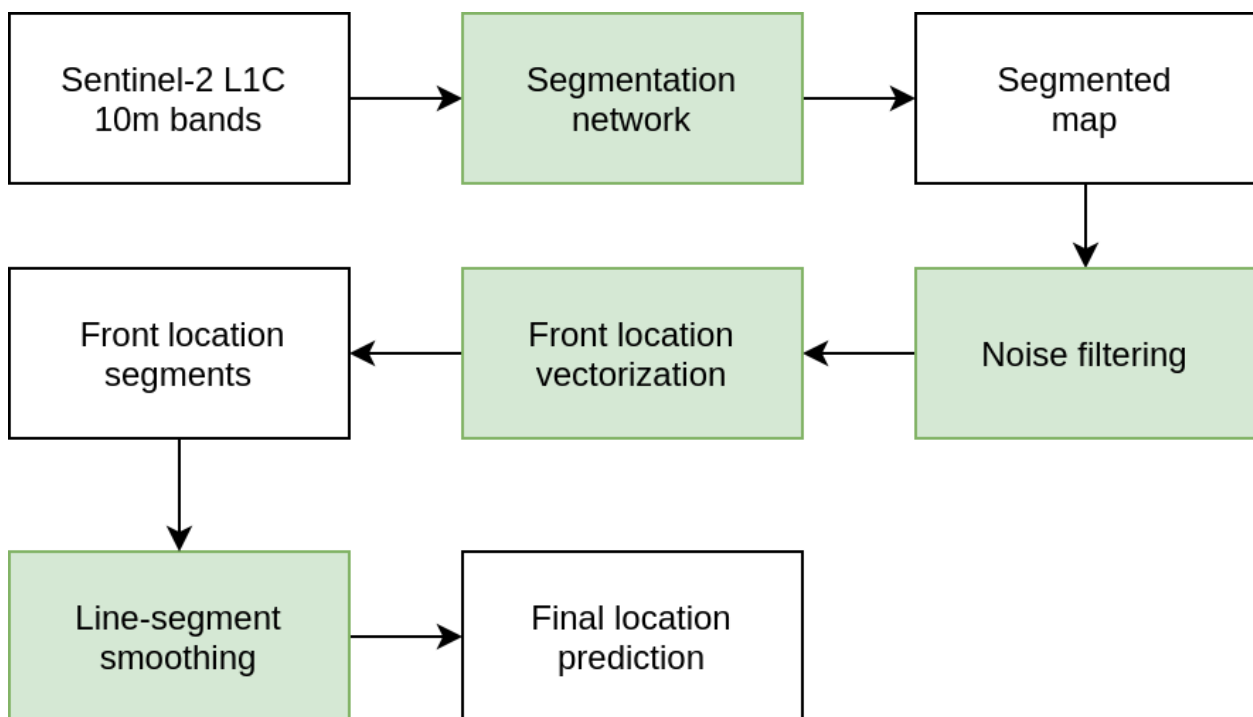 Sentinel-2 L1C
10m bands
Segmentation
network
Segmented
map
Noise filtering
Front location
vectorization
Front location
segments
Line-segment
smoothing
Final location
prediction